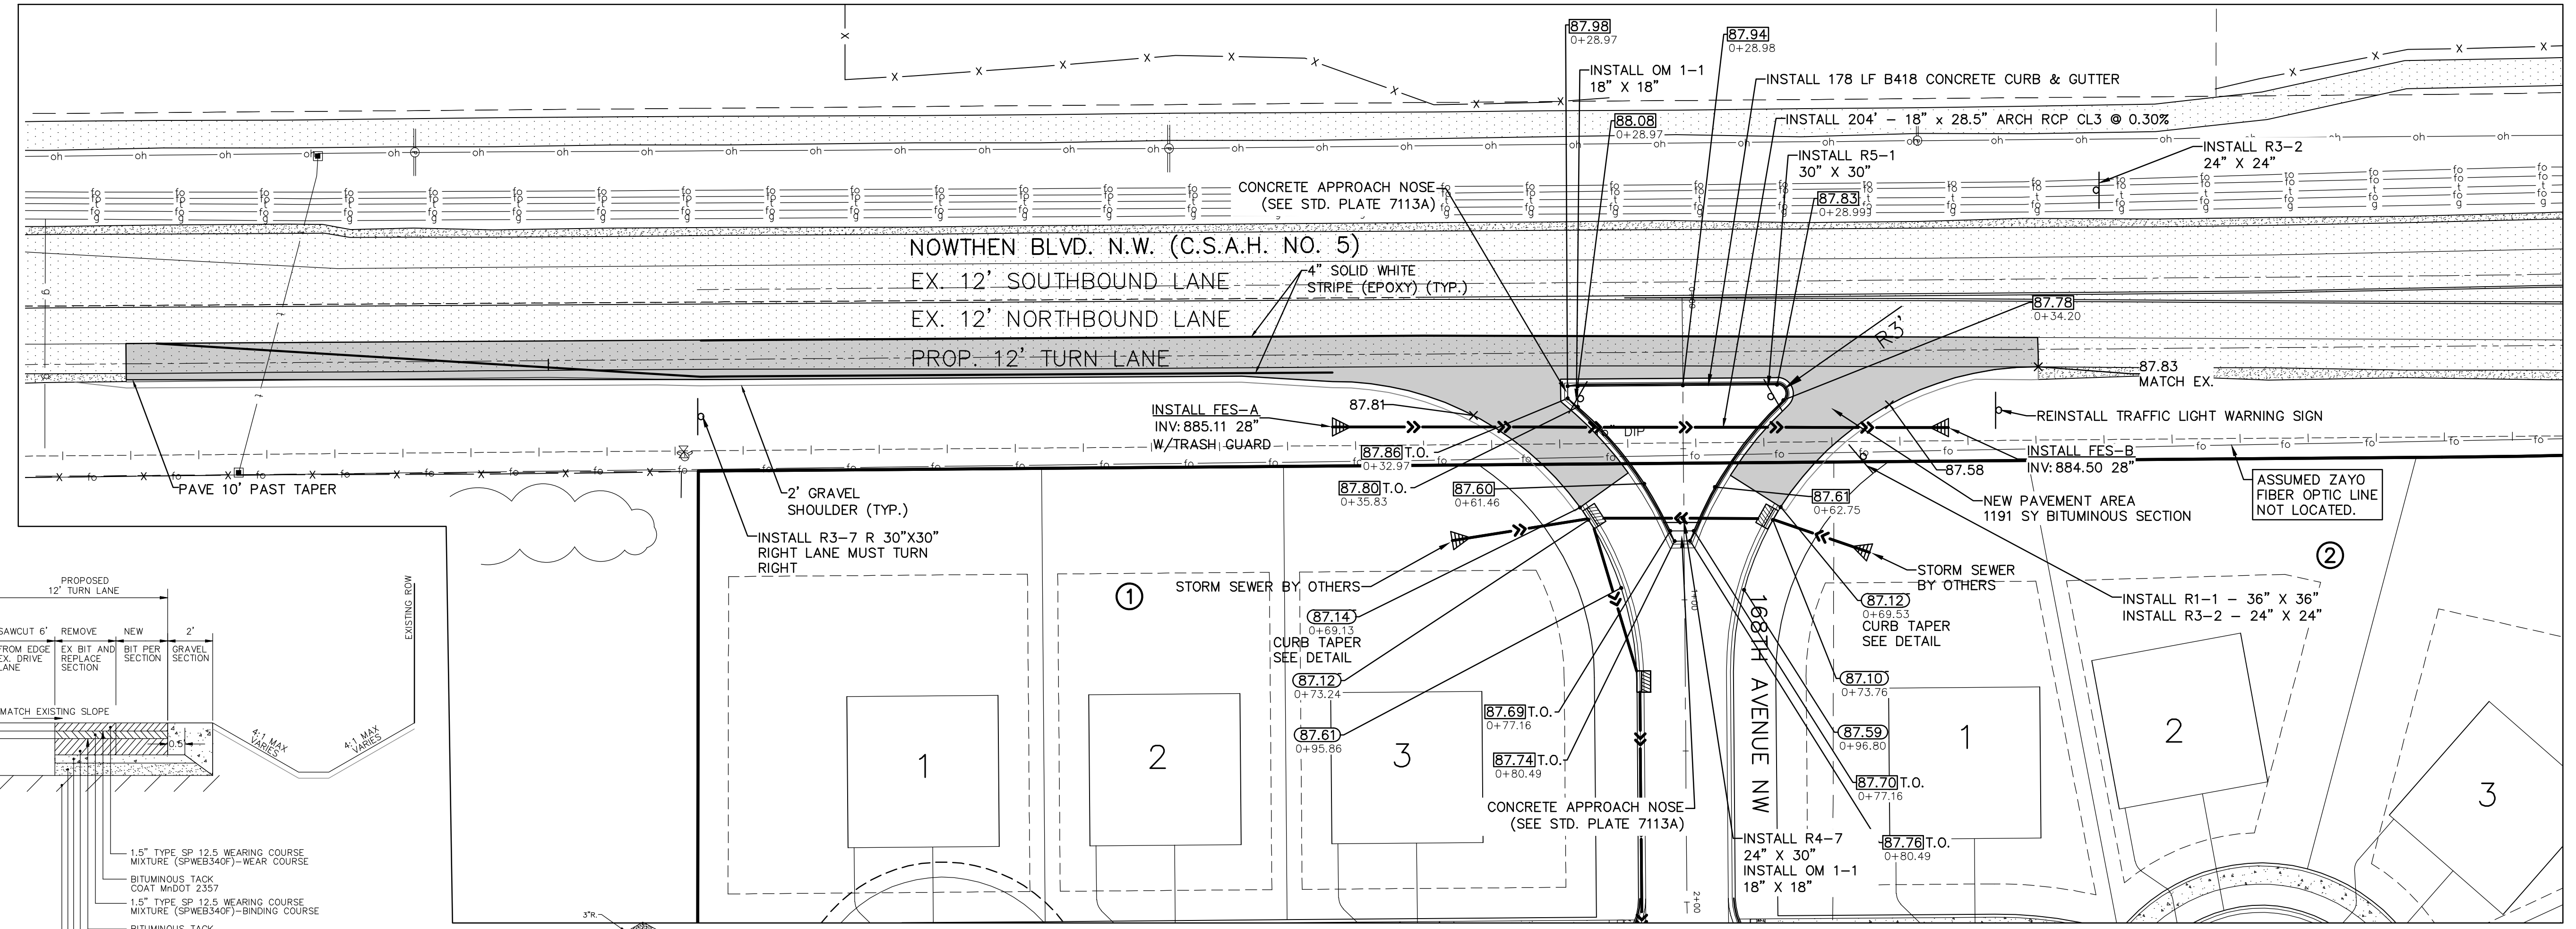 87.98
0+28.97
87.94
0+28.98
INSTALL OM 1-1
18" X 18"
INSTALL 178 LF B418 CONCRETE CURB & GUTTER
88.08
0+28.97
INSTALL 204' - 18" x 28.5" ARCH RCP CL3 @ 0.30%
INSTALL R5-1
30" X 30"
INSTALL R3-2
24" X 24"
CONCRETE APPROACH NOSE
(SEE STD. PLATE 7113A)
87.83
0+28.99
NOWTHEN BLVD. N.W. (C.S.A.H. NO. 5)
EX. 12' SOUTHBOUND LANE
4" SOLID WHITE
STRIPE (EPOXY) (TYP.)
EX. 12' NORTHBOUND LANE
PROP. 12' TURN LANE
87.78
0+34.20
R3'
87.83
MATCH EX.
INSTALL FES-A
INV: 885.11 28"
W/TRASH GUARD
87.81
DIP
REINSTALL TRAFFIC LIGHT WARNING SIGN
87.86 T.O.
0+32.97
87.80 T.O.
0+35.83
87.60
0+61.46
87.61
0+62.75
87.58
INSTALL FES-B
INV: 884.50 28"
ASSUMED ZAYO
FIBER OPTIC LINE
NOT LOCATED.
PAVE 10' PAST TAPER
2' GRAVEL
SHOULDER (TYP.)
NEW PAVEMENT AREA
1191 SY BITUMINOUS SECTION
INSTALL R3-7 R 30"X30"
RIGHT LANE MUST TURN
RIGHT
STORM SEWER BY OTHERS
STORM SEWER
BY OTHERS
1
2
87.14
0+69.13
CURB TAPER
SEE DETAIL
87.12
0+73.24
87.61
0+95.86
87.12
0+69.53
CURB TAPER
SEE DETAIL
INSTALL R1-1 - 36" X 36"
INSTALL R3-2 - 24" X 24"
1+00
168TH AVENUE NW
87.10
0+73.76
87.69 T.O.
0+77.16
87.74 T.O.
0+80.49
87.59
0+96.80
87.70 T.O.
0+77.16
87.76 T.O.
0+80.49
CONCRETE APPROACH NOSE
(SEE STD. PLATE 7113A)
INSTALL R4-7
24" X 30"
INSTALL OM 1-1
18" X 18"
2+00
1
2
3
1
2
3
PROPOSED
12' TURN LANE
SAWCUT 6'
FROM EDGE
EX. DRIVE
LANE
REMOVE
EX BIT AND
REPLACE
SECTION
NEW
BIT PER
SECTION
2'
GRAVEL
SECTION
EXISTING ROW
MATCH EXISTING SLOPE
0.5'
4:1 MAX
VARIES
4:1 MAX
VARIES
1.5" TYPE SP 12.5 WEARING COURSE
MIXTURE (SPWEB340F)-WEAR COURSE
BITUMINOUS TACK
COAT MnDOT 2357
1.5" TYPE SP 12.5 WEARING COURSE
MIXTURE (SPWEB340F)-BINDING COURSE
BITUMINOUS TACK
3"R.